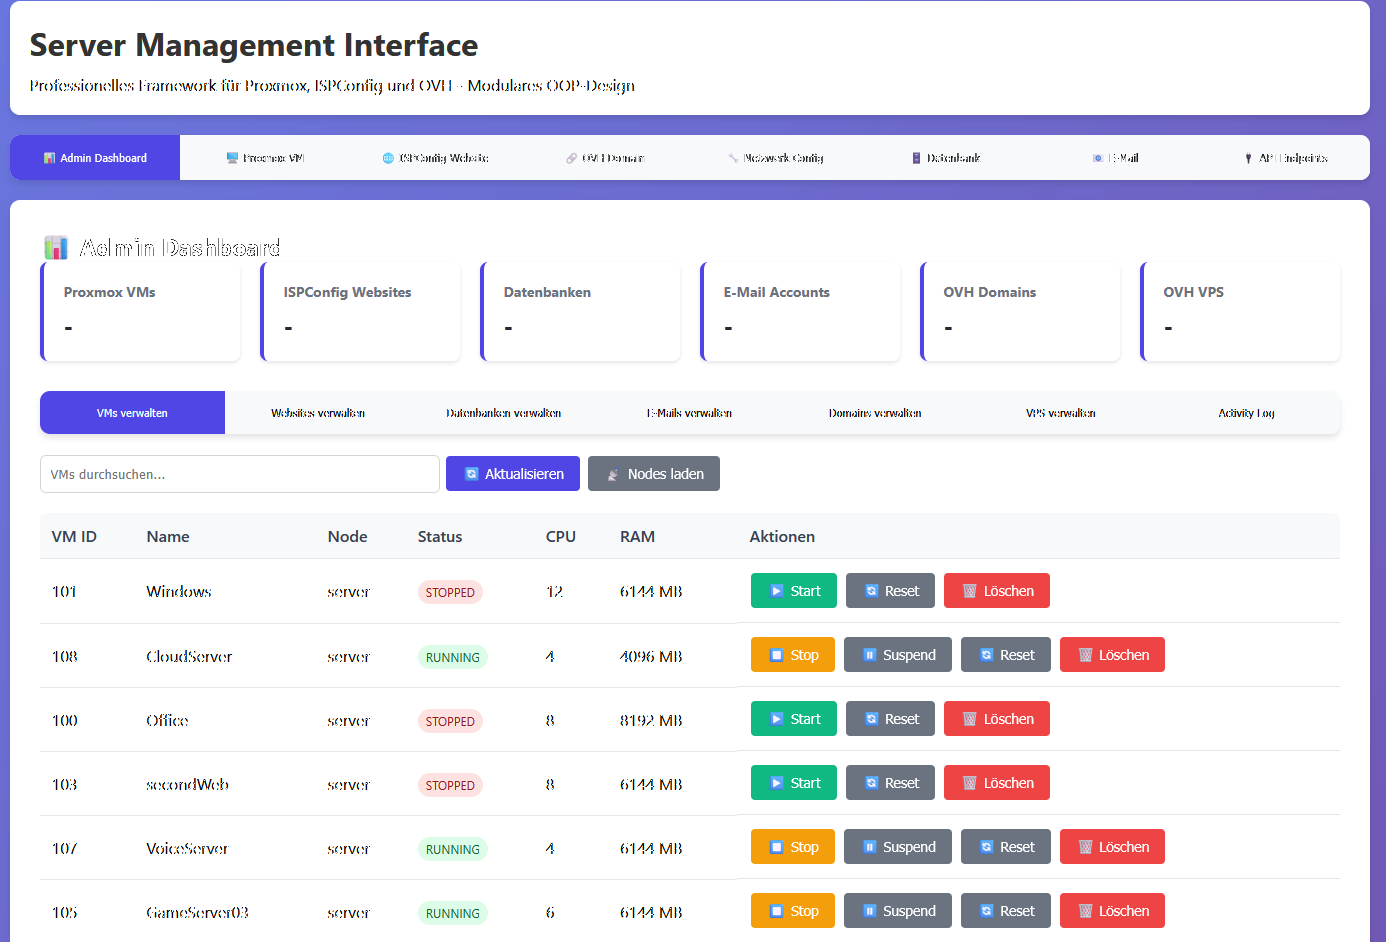 Server Management Interface
Professionelles Framework für Proxmox, ISPConfig und OVH - Modulares OOP-Design
Admin Dashboard
Proxmox VM
ISPConfig Website
OVH Domain
Netzwerk Config
Datenbank
E-Mail
API Endpoints
Admin Dashboard
Proxmox VMs
-
ISPConfig Websites
-
Datenbanken
-
E-Mail Accounts
-
OVH Domains
-
OVH VPS
-
VMs verwalten
Websites verwalten
Datenbanken verwalten
E-Mails verwalten
Domains verwalten
VPS verwalten
Activity Log
VMs durchsuchen...
Aktualisieren
Nodes laden
VM ID Name Node Status CPU RAM Aktionen
101 Windows server STOPPED 12 6144 MB Start Reset Löschen
108 CloudServer server RUNNING 4 4096 MB Stop Suspend Reset Löschen
100 Office server STOPPED 8 8192 MB Start Reset Löschen
103 secondWeb server STOPPED 8 6144 MB Start Reset Löschen
107 VoiceServer server RUNNING 4 6144 MB Stop Suspend Reset Löschen
105 GameServer03 server RUNNING 6 6144 MB Stop Suspend Reset Löschen